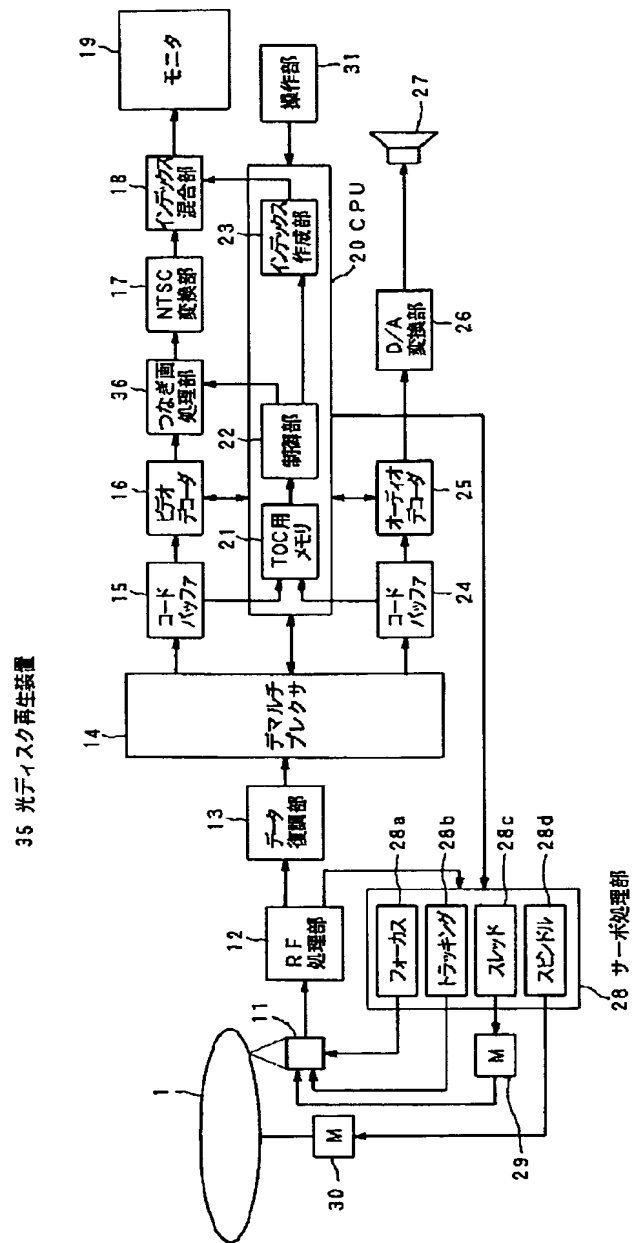 35 光ディスク再生装置
1
11
12
RF
処理部
13
データ
復調部
14
デマルチ
プレクサ
15
コード
バッファ
16
ビデオ
デコーダ
36
つなぎ画
処理部
17
NTSC
変換部
18
インデックス
混合部
19
モニタ
21
TOC用
メモリ
22
制御部
23
インデックス
作成部
20 CPU
31
操作部
24
コード
バッファ
25
オーディオ
デコーダ
26
D/A
変換部
27
28a
フォーカス
28b
トラッキング
28c
スレッド
28d
スピンドル
28 サーボ処理部
M
29
M
30